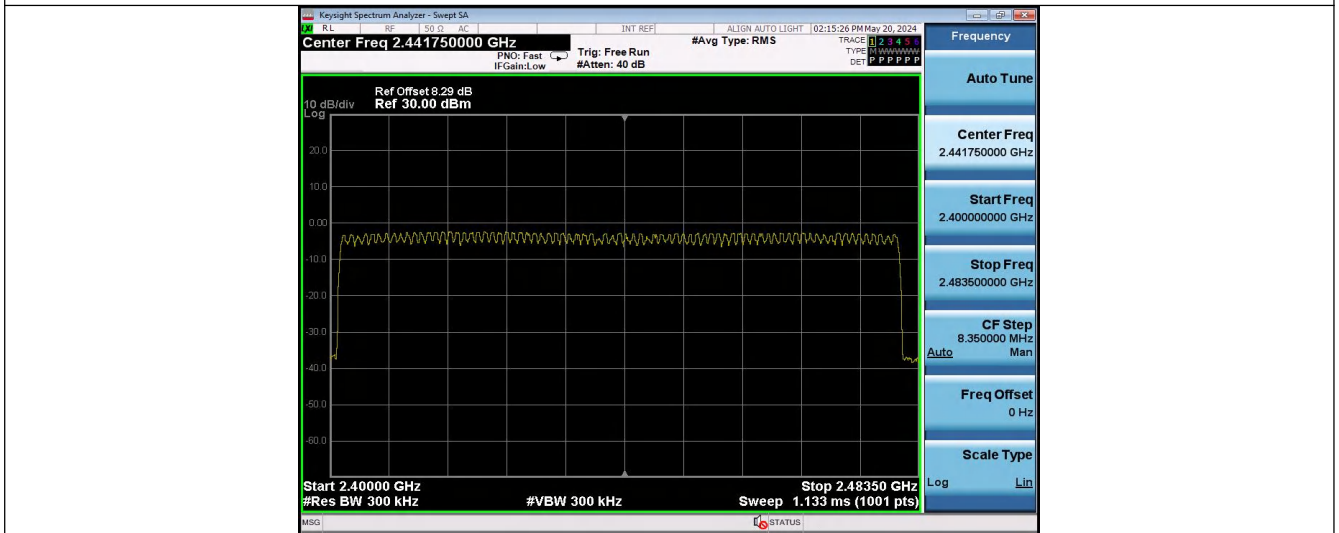 Keysight Spectrum Analyzer - Swept SA
RL RF 50 Ω AC INT REF ALIGN AUTO LIGHT 02:15:26 PM May 20, 2024
Center Freq 2.441750000 GHz #Avg Type: RMS TRACE 1 2 3 4 5 6
PNO: Fast Trig: Free Run TYPE M WWWWW
IFGain:Low #Atten: 40 dB DET P P P P P P
Ref Offset 8.29 dB
10 dB/div Ref 30.00 dBm
Log
20.0
10.0
0.00
-10.0
-20.0
-30.0
-40.0
-50.0
-60.0
Start 2.40000 GHz Stop 2.48350 GHz
#Res BW 300 kHz #VBW 300 kHz Sweep 1.133 ms (1001 pts)
MSG STATUS
Frequency
Auto Tune
Center Freq
2.441750000 GHz
Start Freq
2.400000000 GHz
Stop Freq
2.483500000 GHz
CF Step
8.350000 MHz
Auto Man
Freq Offset
0 Hz
Scale Type
Log Lin